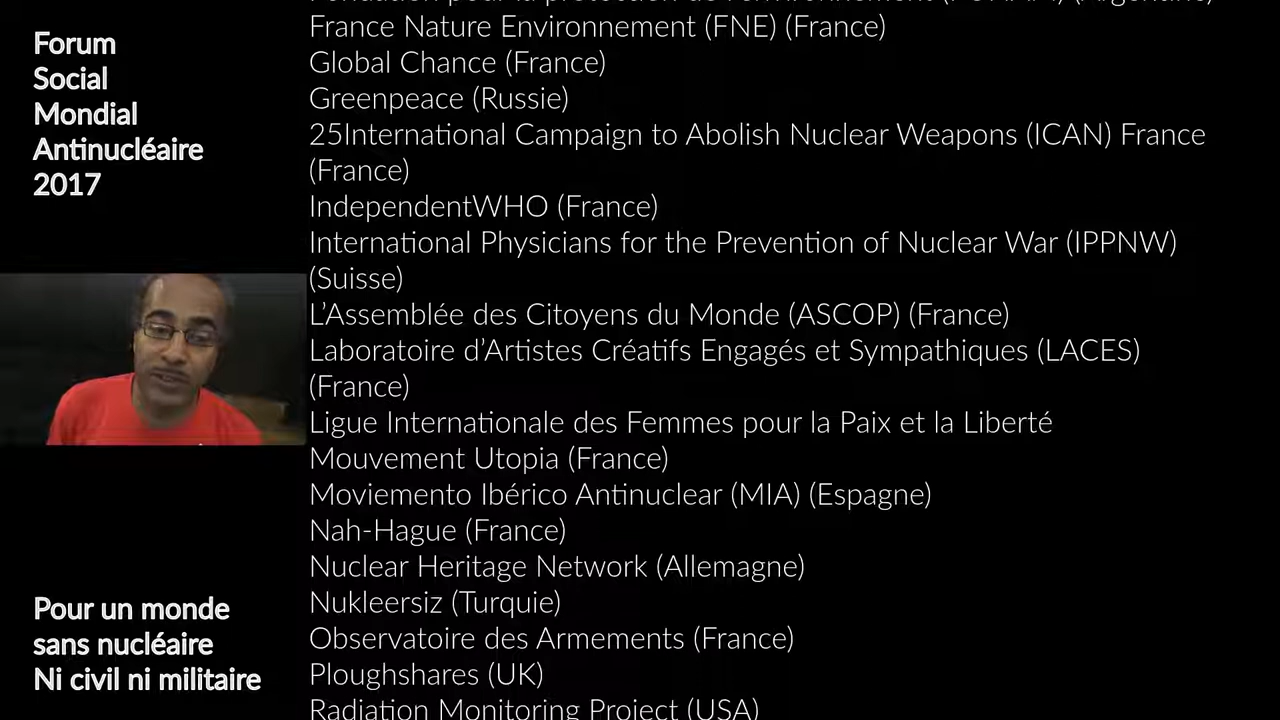 Forum
Social
Mondial
Antinucléaire
2017
France Nature Environnement (FNE) (France)
Global Chance (France)
Greenpeace (Russie)
25International Campaign to Abolish Nuclear Weapons (ICAN) France
(France)
IndependentWHO (France)
International Physicians for the Prevention of Nuclear War (IPPNW)
(Suisse)
L’Assemblée des Citoyens du Monde (ASCOP) (France)
Laboratoire d’Artistes Créatifs Engagés et Sympathiques (LACES)
(France)
Ligue Internationale des Femmes pour la Paix et la Liberté
Mouvement Utopia (France)
Moviemento Ibérico Antinuclear (MIA) (Espagne)
Nah-Hague (France)
Nuclear Heritage Network (Allemagne)
Nukleersiz (Turquie)
Observatoire des Armements (France)
Ploughshares (UK)
Radiation Monitoring Project (USA)
Pour un monde
sans nucléaire
Ni civil ni militaire